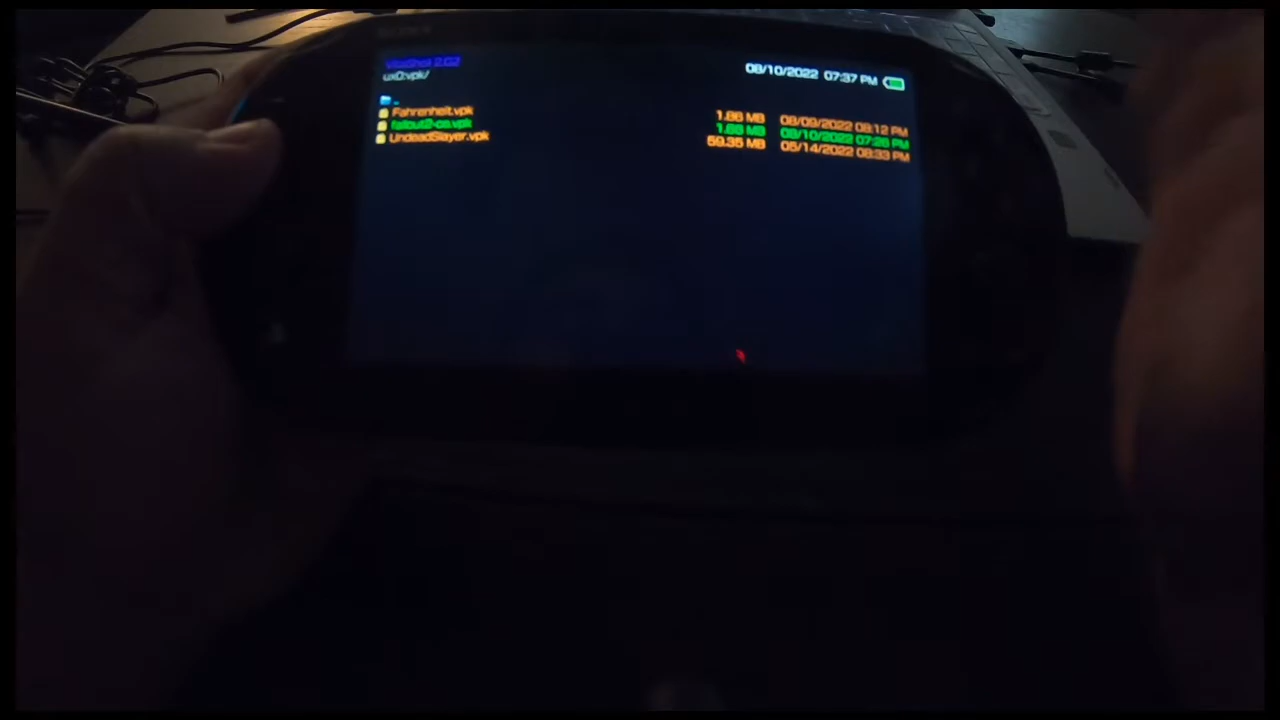 VitaShell 2.02
ux0:vpk/
08/10/2022 07:37 PM
..
Fahrenheit.vpk 1.86 MB 08/09/2022 08:12 PM
fallout2-ce.vpk 1.88 MB 08/10/2022 07:26 PM
UndeadSlayer.vpk 59.35 MB 05/14/2022 08:33 PM